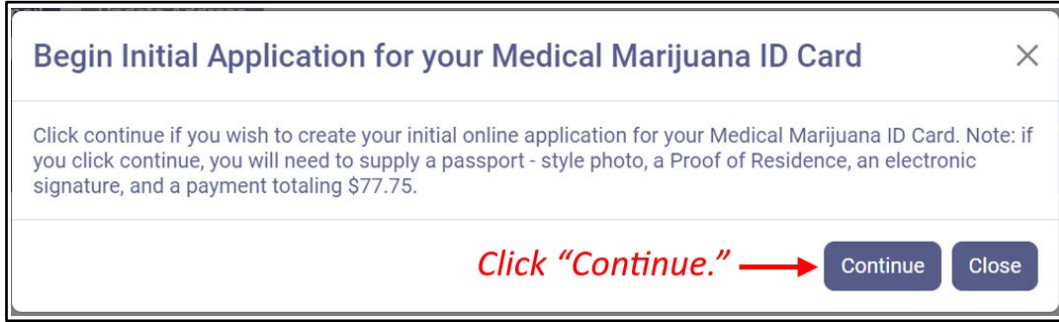 Begin Initial Application for your Medical Marijuana ID Card
Click continue if you wish to create your initial online application for your Medical Marijuana ID Card. Note: if
you click continue, you will need to supply a passport - style photo, a Proof of Residence, an electronic
signature, and a payment totaling $77.75.
Click “Continue.” Continue Close